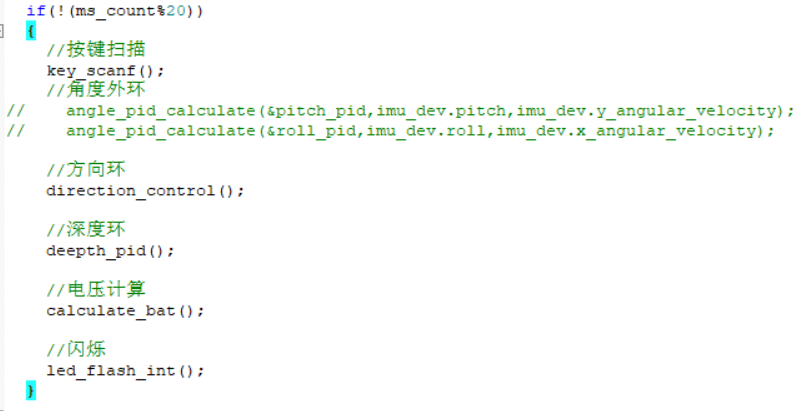 if(!(ms_count%20))
{
//按键扫描
key_scanf();
//角度外环
// angle_pid_calculate(&pitch_pid,imu_dev.pitch,imu_dev.y_angular_velocity);
// angle_pid_calculate(&roll_pid,imu_dev.roll,imu_dev.x_angular_velocity);
//方向环
direction_control();
//深度环
deepth_pid();
//电压计算
calculate_bat();
//闪烁
led_flash_int();
}